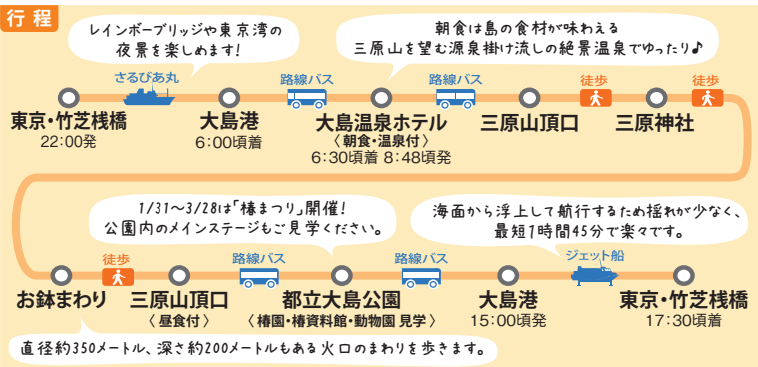 行程
レインボーブリッジや東京湾の
夜景を楽しめます!
朝食は島の食材が味わえる
三原山を望む源泉掛け流しの絶景温泉でゆったり♪
さるびあ丸
路線バス
路線バス
徒歩
徒歩
東京・竹芝桟橋
22:00発
大島港
6:00頃着
大島温泉ホテル
〈 朝食・温泉付 〉
6:30頃着 8:48頃発
三原山頂口
三原神社
1/31〜3/28は「椿まつり」開催!
公園内のメインステージもご見学ください。
海面から浮上して航行するため揺れが少なく、
最短1時間45分で楽々です。
徒歩
路線バス
路線バス
ジェット船
お鉢まわり
三原山頂口
〈 昼食付 〉
都立大島公園
〈 椿園・椿資料館・動物園 見学 〉
大島港
15:00頃発
東京・竹芝桟橋
17:30頃着
直径約350メートル、深さ約200メートルもある火口のまわりを歩きます。